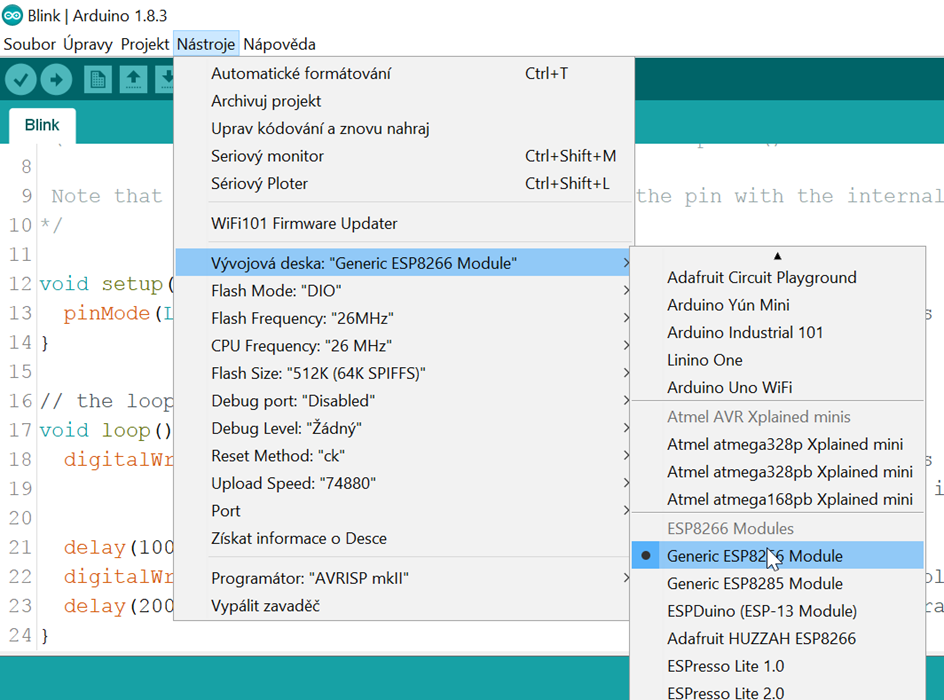 Blink | Arduino 1.8.3
Soubor Úpravy Projekt Nástroje Nápověda
Blink
Automatické formátování Ctrl+T
Archivuj projekt
Uprav kódování a znovu nahraj
Seriový monitor Ctrl+Shift+M
Sériový Ploter Ctrl+Shift+L
WiFi101 Firmware Updater
Vývojová deska: "Generic ESP8266 Module"
Flash Mode: "DIO"
Flash Frequency: "26MHz"
CPU Frequency: "26 MHz"
Flash Size: "512K (64K SPIFFS)"
Debug port: "Disabled"
Debug Level: "Žádný"
Reset Method: "ck"
Upload Speed: "74880"
Port
Získat informace o Desce
Programátor: "AVRISP mkII"
Vypálit zavaděč
Adafruit Circuit Playground
Arduino Yún Mini
Arduino Industrial 101
Linino One
Arduino Uno WiFi
Atmel AVR Xplained minis
Atmel atmega328p Xplained mini
Atmel atmega328pb Xplained mini
Atmel atmega168pb Xplained mini
ESP8266 Modules
Generic ESP8266 Module
Generic ESP8285 Module
ESPDuino (ESP-13 Module)
Adafruit HUZZAH ESP8266
ESPresso Lite 1.0
ESPresso Lite 2.0
8
9 Note that the pin with the internal
10 */
11
12 void setup(
13 pinMode(L
14 }
15
16 // the loop
17 void loop()
18 digitalWr
19
20
21 delay(100
22 digitalWr
23 delay(200
24 }